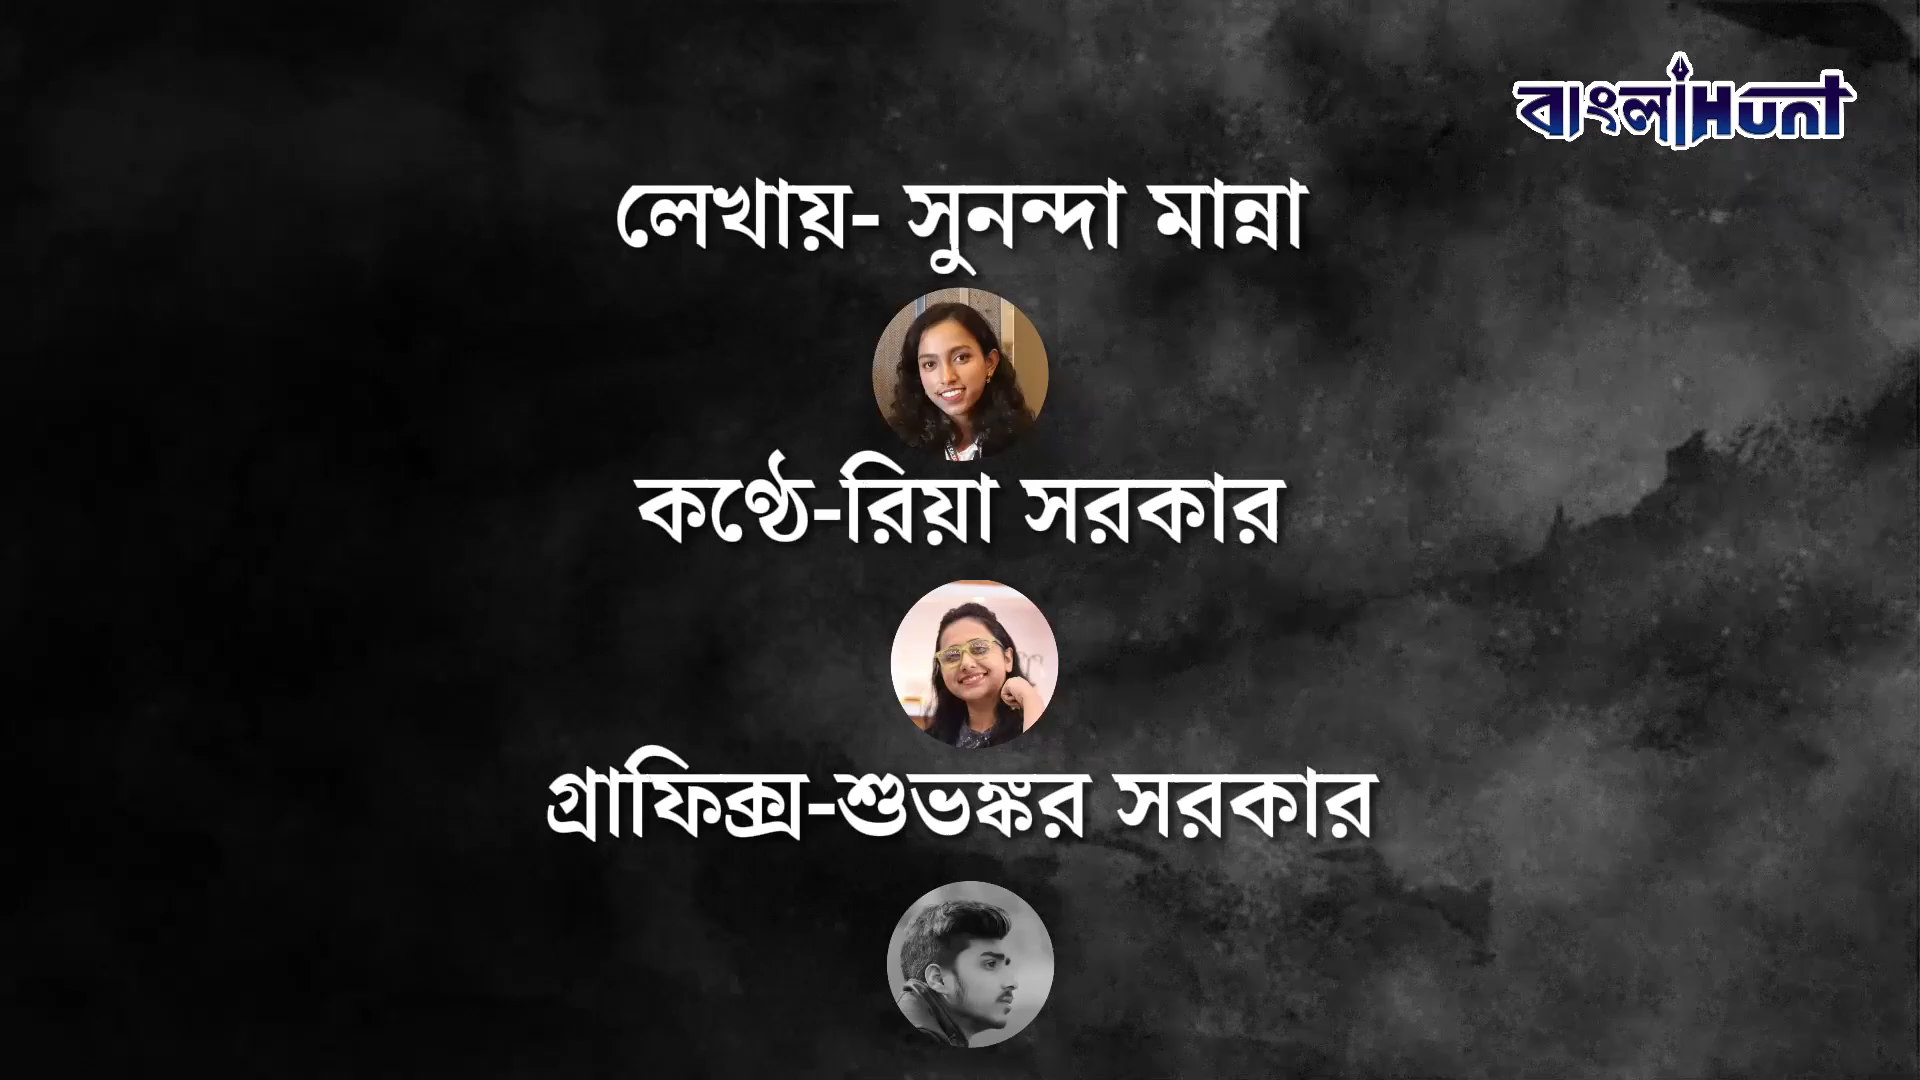 বাংলাHunt
লেখায়- সুনন্দা মান্না
কণ্ঠে-রিয়া সরকার
গ্রাফিক্স-শুভঙ্কর সরকার